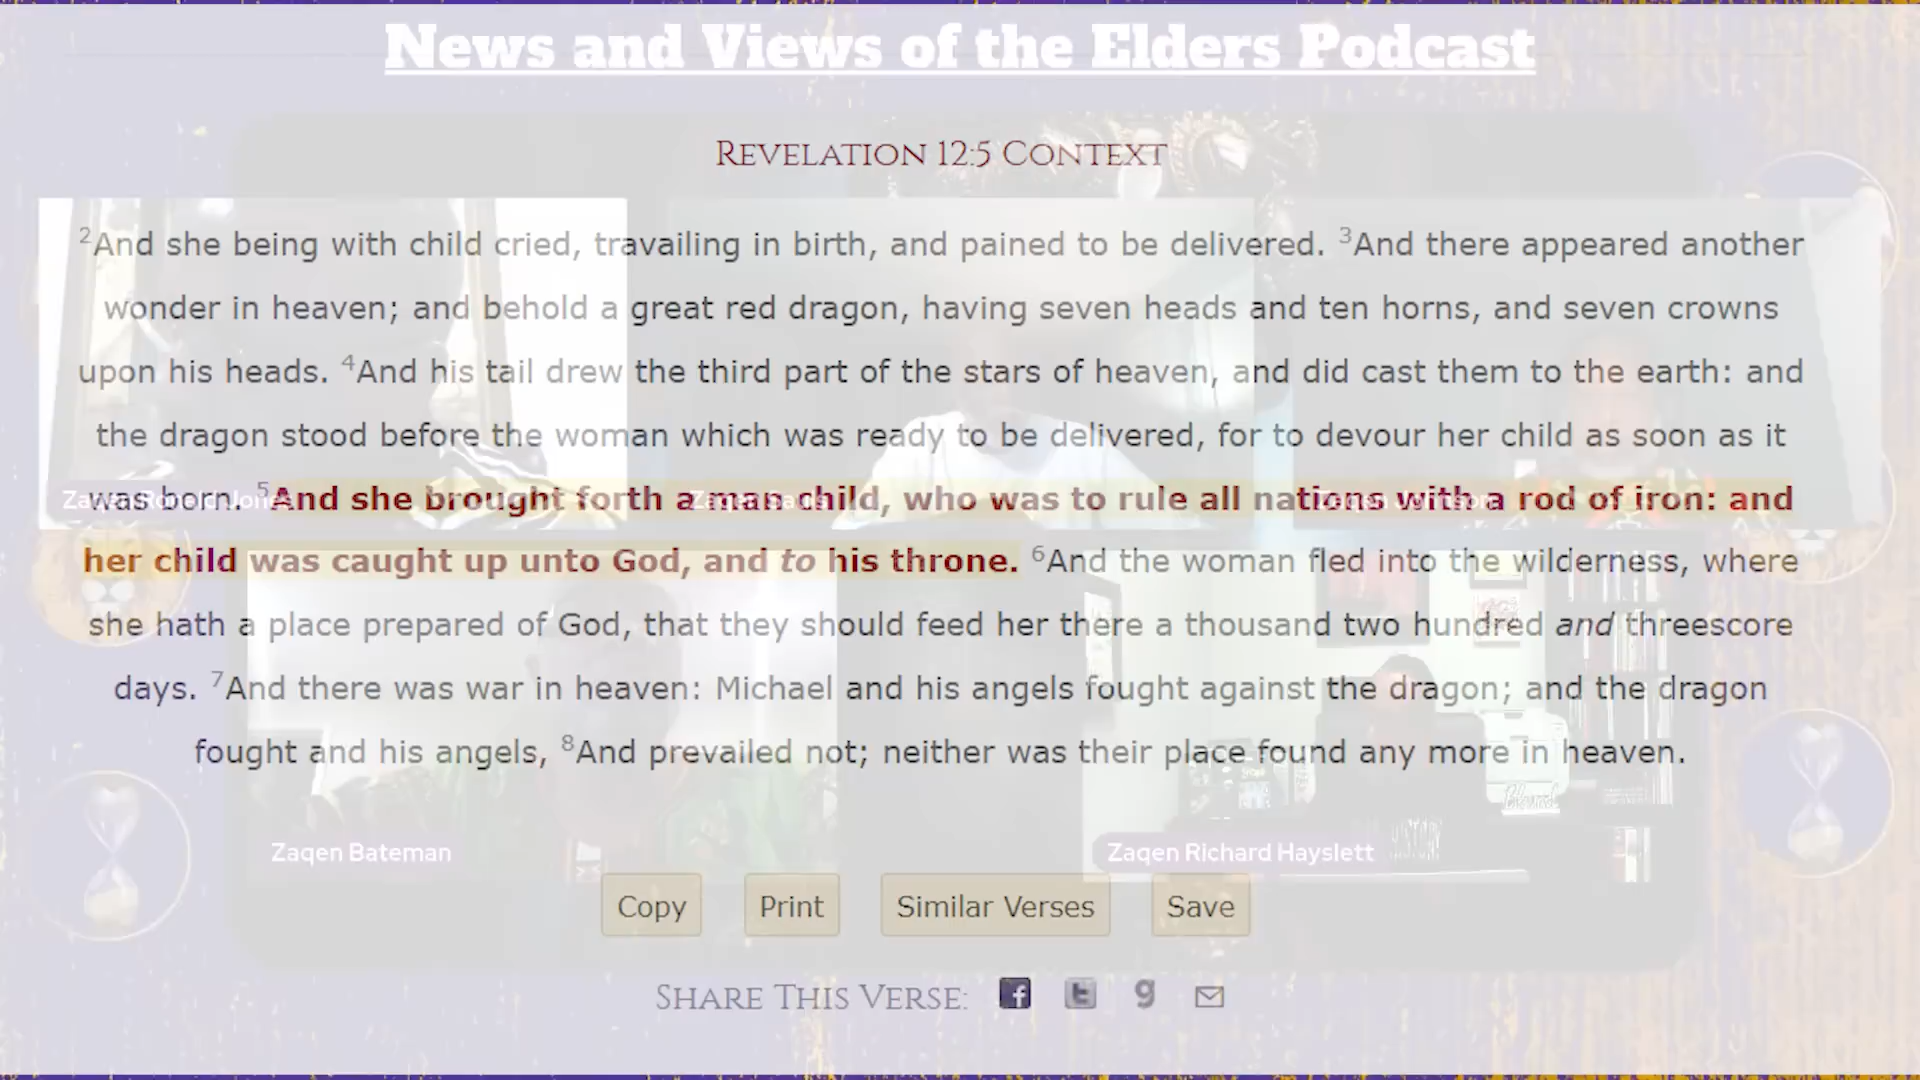 News and Views of the Elders Podcast
REVELATION 12:5 CONTEXT
2And she being with child cried, travailing in birth, and pained to be delivered. 3And there appeared another
wonder in heaven; and behold a great red dragon, having seven heads and ten horns, and seven crowns
upon his heads. 4And his tail drew the third part of the stars of heaven, and did cast them to the earth: and
the dragon stood before the woman which was ready to be delivered, for to devour her child as soon as it
was born. 5And she brought forth a man child, who was to rule all nations with a rod of iron: and
Zaqen Ronald Jones
her child was caught up unto God, and to his throne. 6And the woman fled into the wilderness, where
she hath a place prepared of God, that they should feed her there a thousand two hundred and threescore
days. 7And there was war in heaven: Michael and his angels fought against the dragon; and the dragon
fought and his angels, 8And prevailed not; neither was their place found any more in heaven.
Blessed
Zaqen Bateman
Zaqen Richard Hayslett
Copy
Print
Similar Verses
Save
SHARE THIS VERSE: